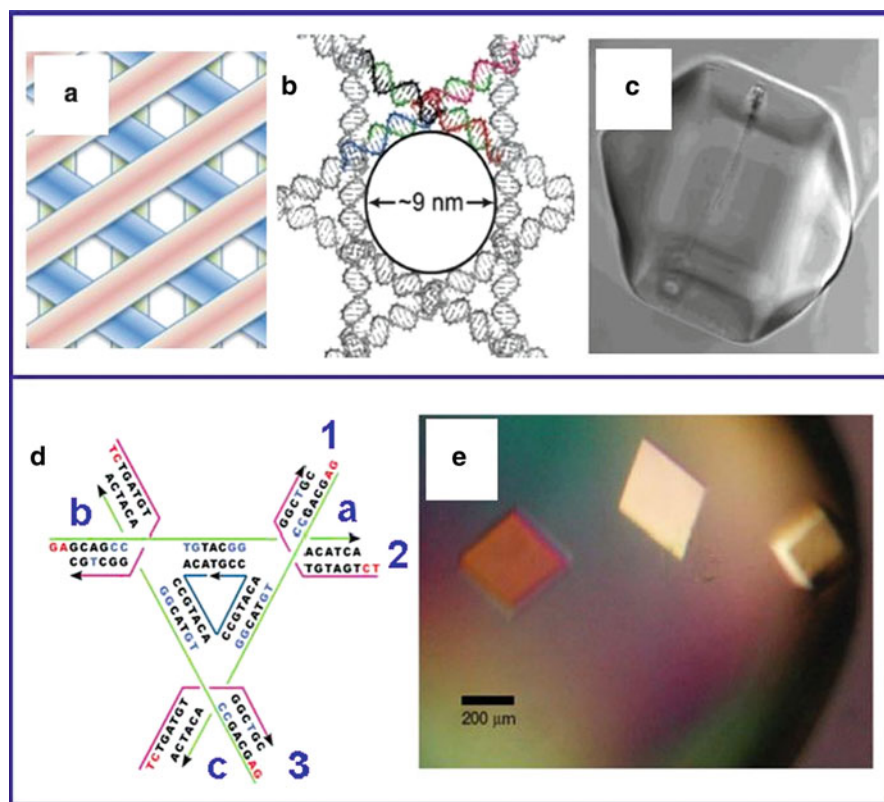 a
b
~9 nm
c
d
1
TCTGATGT
ACTACA
GGCTGC
CCGACGAG
b
a
GAGCAGCC
CGTCGG
TGTACGG
ACATGCC
ACATCA
TGTAGTCT
2
CCGTACA
GGCATGT
CCGTACA
GGCATGT
TCTGATGT
ACTACA
GGCTGC
CCGACGAG
c
3
e
200 μm